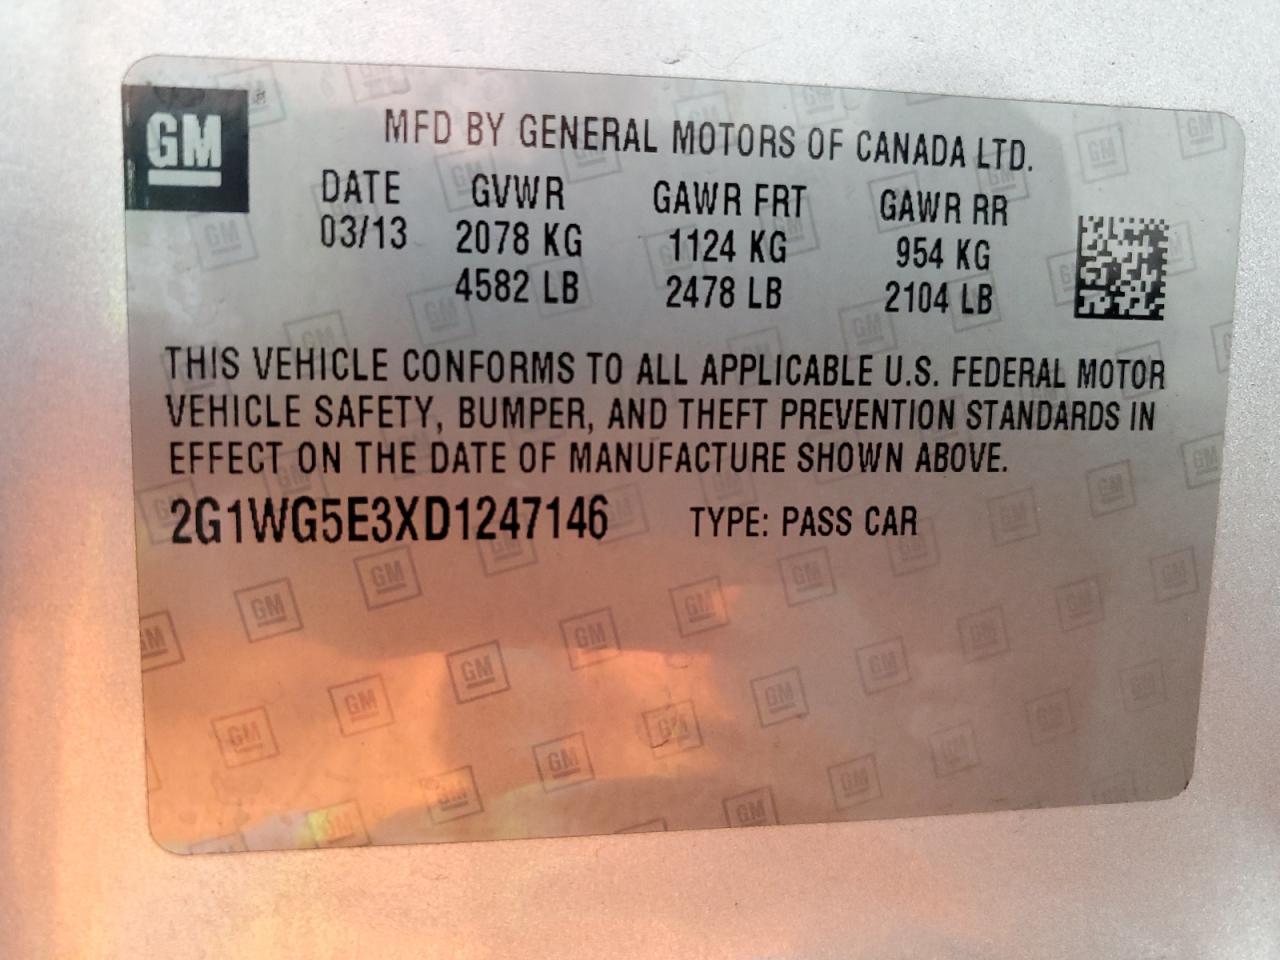 GM
MFD BY GENERAL MOTORS OF CANADA LTD.
DATE GVWR GAWR FRT GAWR RR
03/13 2078 KG 1124 KG 954 KG
4582 LB 2478 LB 2104 LB
THIS VEHICLE CONFORMS TO ALL APPLICABLE U.S. FEDERAL MOTOR
VEHICLE SAFETY, BUMPER, AND THEFT PREVENTION STANDARDS IN
EFFECT ON THE DATE OF MANUFACTURE SHOWN ABOVE.
2G1WG5E3XD1247146 TYPE: PASS CAR